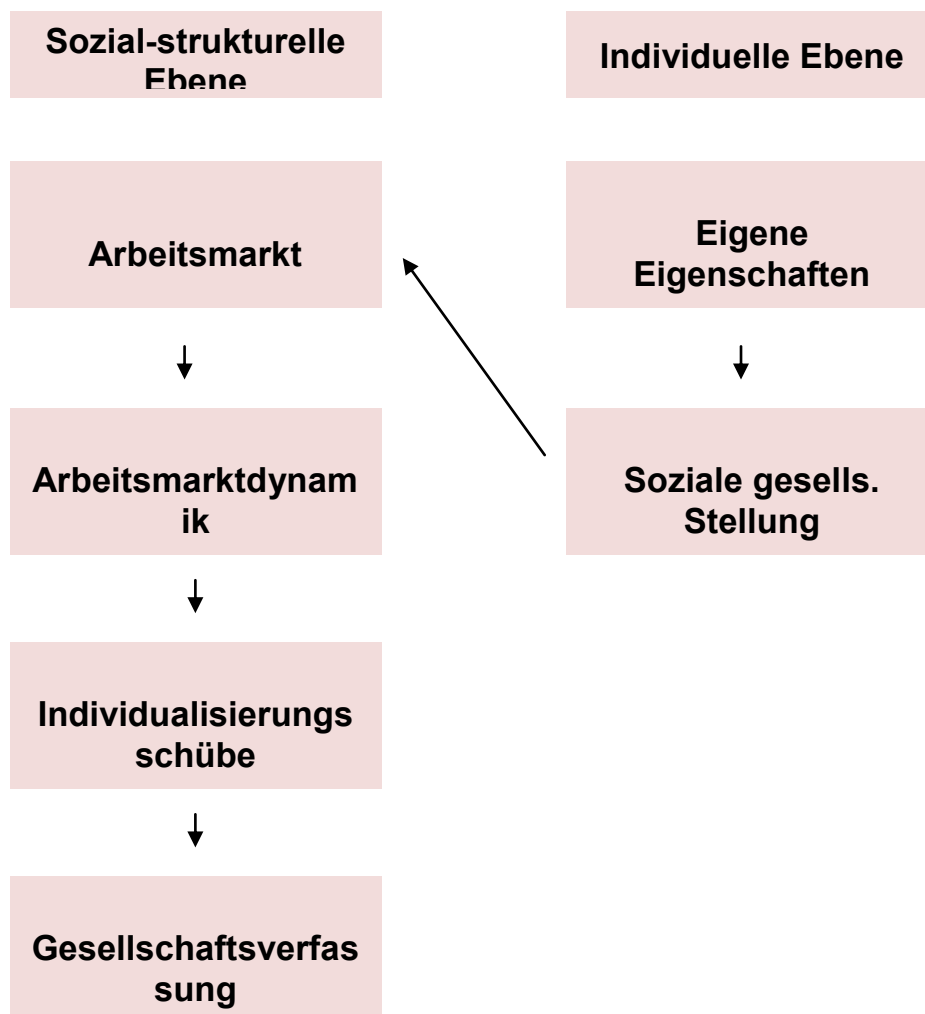 Sozial-strukturelle
Ebene
Individuelle Ebene
Arbeitsmarkt
Eigene
Eigenschaften
Arbeitsmarktdynam
ik
Soziale gesells.
Stellung
Individualisierungs
schübe
Gesellschaftsverfas
sung